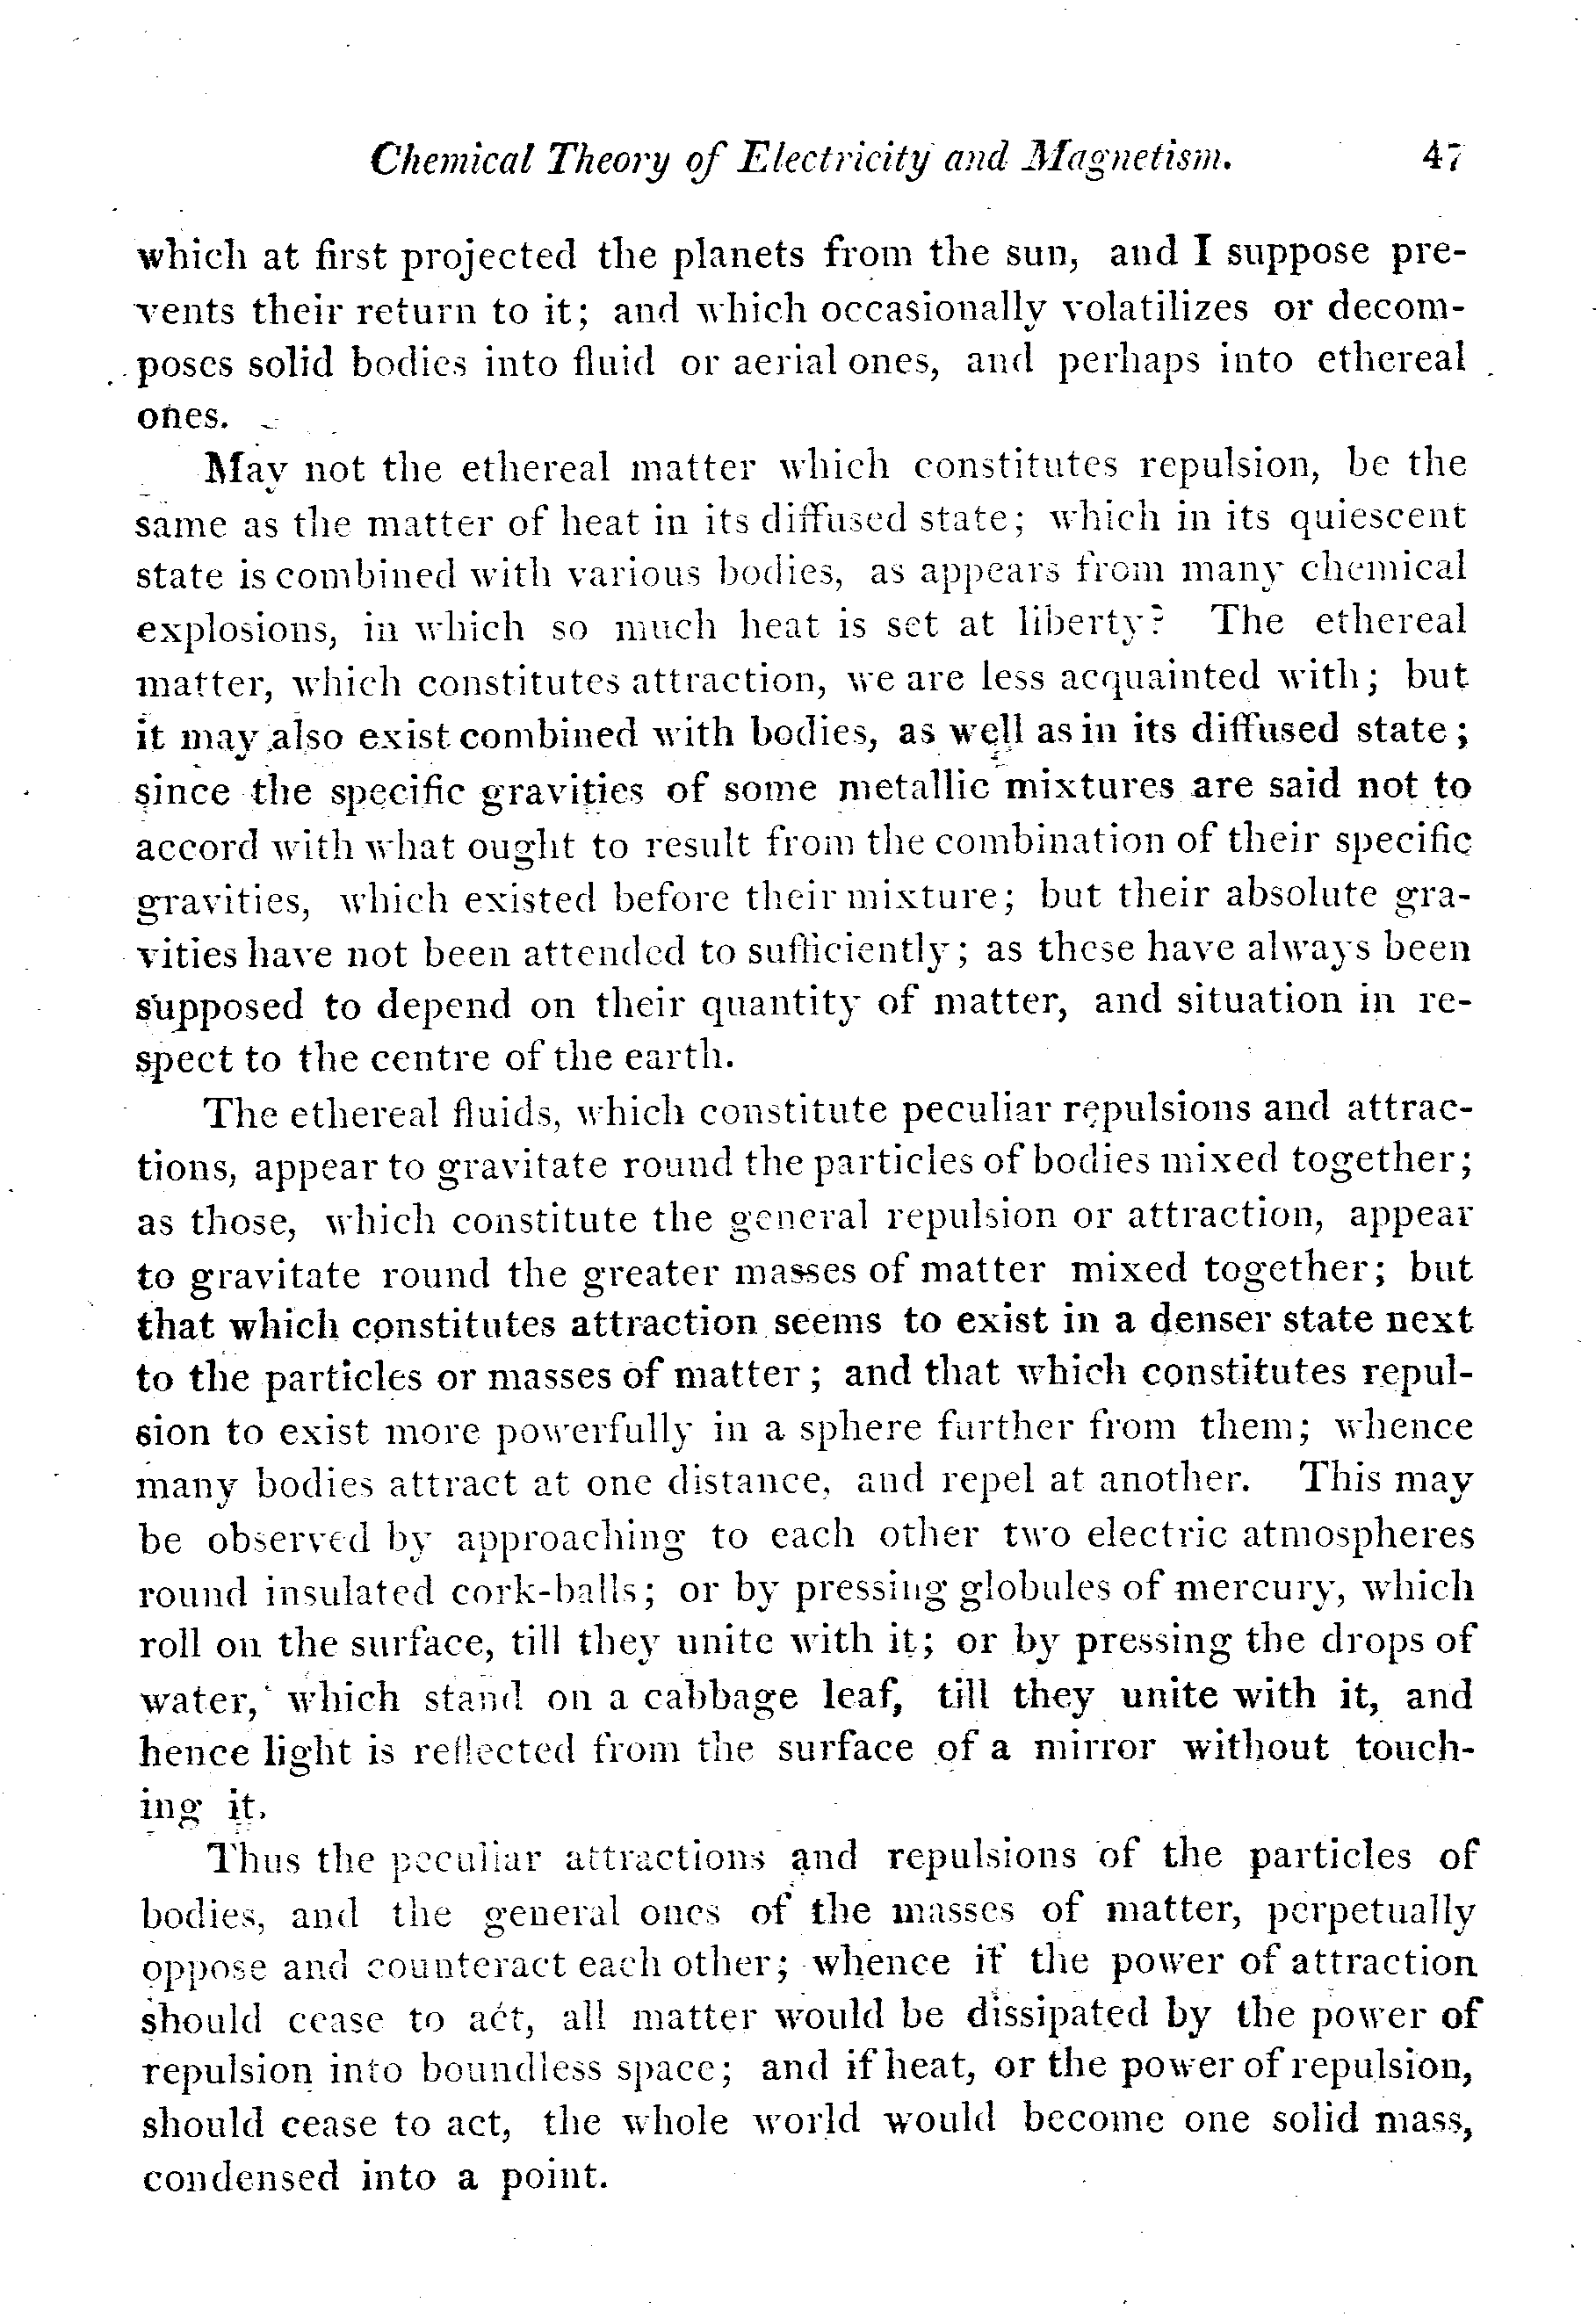 Chemical Theory of Electricity and Magnetism. 47
which at first projected the planets from the sun, and I suppose pre-
vents their return to it; and which occasionally volatilizes or decom-
poses solid bodies into fluid or aerial ones, and perhaps into ethereal
ones.
May not the ethereal matter which constitutes repulsion, be the
same as the matter of heat in its diffused state; which in its quiescent
state is combined with various bodies, as appears from many chemical
explosions, in which so much heat is set at liberty? The ethereal
matter, which constitutes attraction, we are less acquainted with; but
it may also exist combined with bodies, as well as in its diffused state;
since the specific gravities of some metallic mixtures are said not to
accord with what ought to result from the combination of their specific
gravities, which existed before their mixture; but their absolute gra-
vities have not been attended to sufficiently; as these have always been
supposed to depend on their quantity of matter, and situation in re-
spect to the centre of the earth.
The ethereal fluids, which constitute peculiar repulsions and attrac-
tions, appear to gravitate round the particles of bodies mixed together;
as those, which constitute the general repulsion or attraction, appear
to gravitate round the greater masses of matter mixed together; but
that which constitutes attraction seems to exist in a denser state next
to the particles or masses of matter; and that which constitutes repul-
sion to exist more powerfully in a sphere further from them; whence
many bodies attract at one distance, and repel at another. This may
be observed by approaching to each other two electric atmospheres
round insulated cork-balls; or by pressing globules of mercury, which
roll on the surface, till they unite with it; or by pressing the drops of
water, which stand on a cabbage leaf, till they unite with it, and
hence light is reflected from the surface of a mirror without touch-
ing it.
Thus the peculiar attractions and repulsions of the particles of
bodies, and the general ones of the masses of matter, perpetually
oppose and counteract each other; whence if the power of attraction
should cease to act, all matter would be dissipated by the power of
repulsion into boundless space; and if heat, or the power of repulsion,
should cease to act, the whole world would become one solid mass,
condensed into a point.